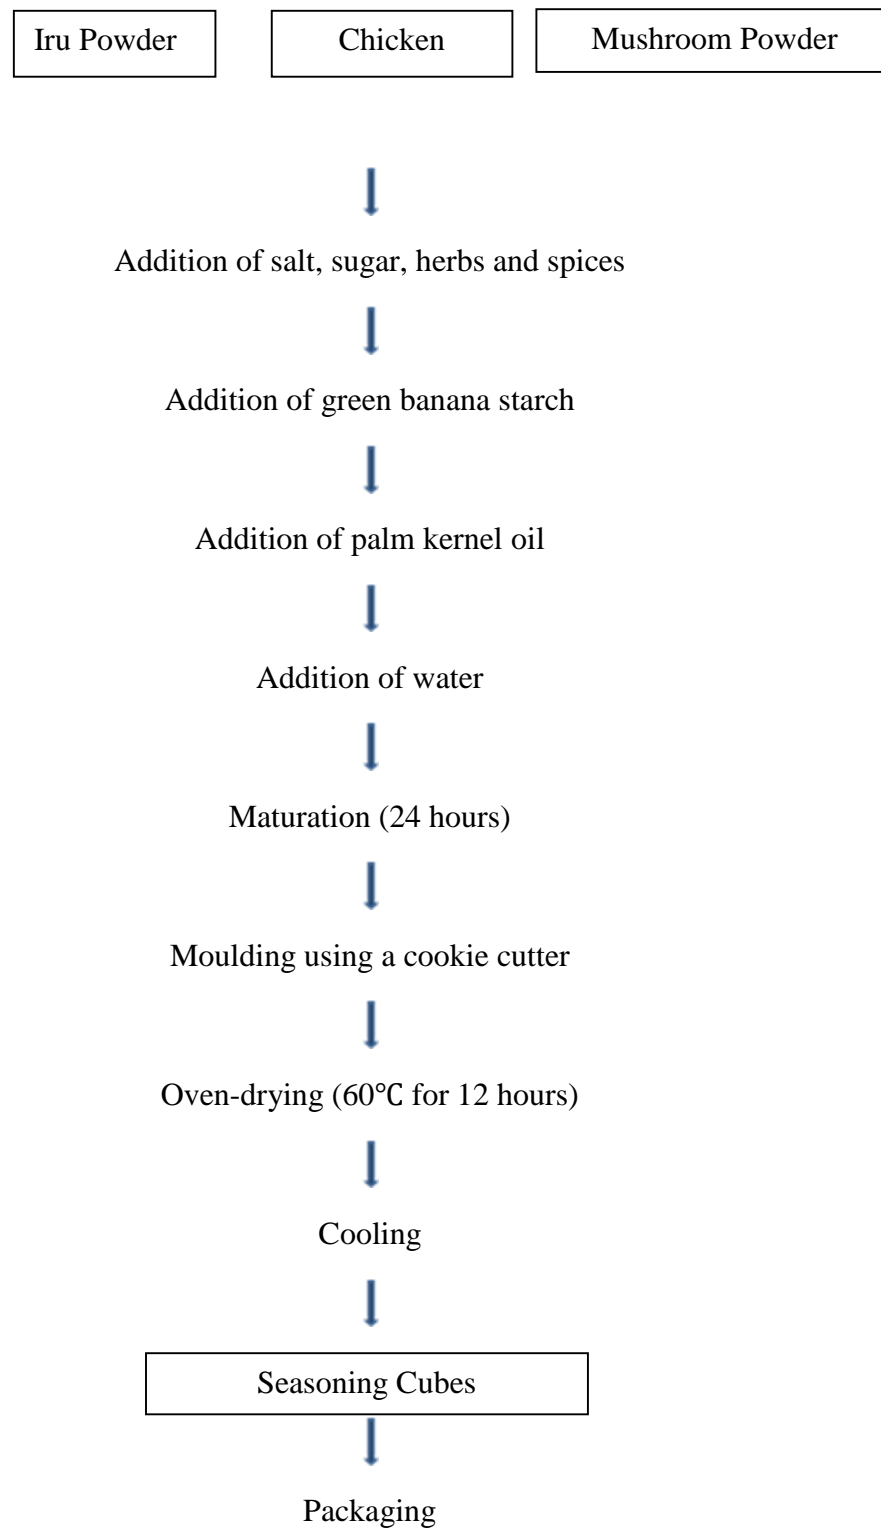 Iru Powder
Chicken
Mushroom Powder
Addition of salt, sugar, herbs and spices
Addition of green banana starch
Addition of palm kernel oil
Addition of water
Maturation (24 hours)
Moulding using a cookie cutter
Oven-drying (60℃ for 12 hours)
Cooling
Seasoning Cubes
Packaging